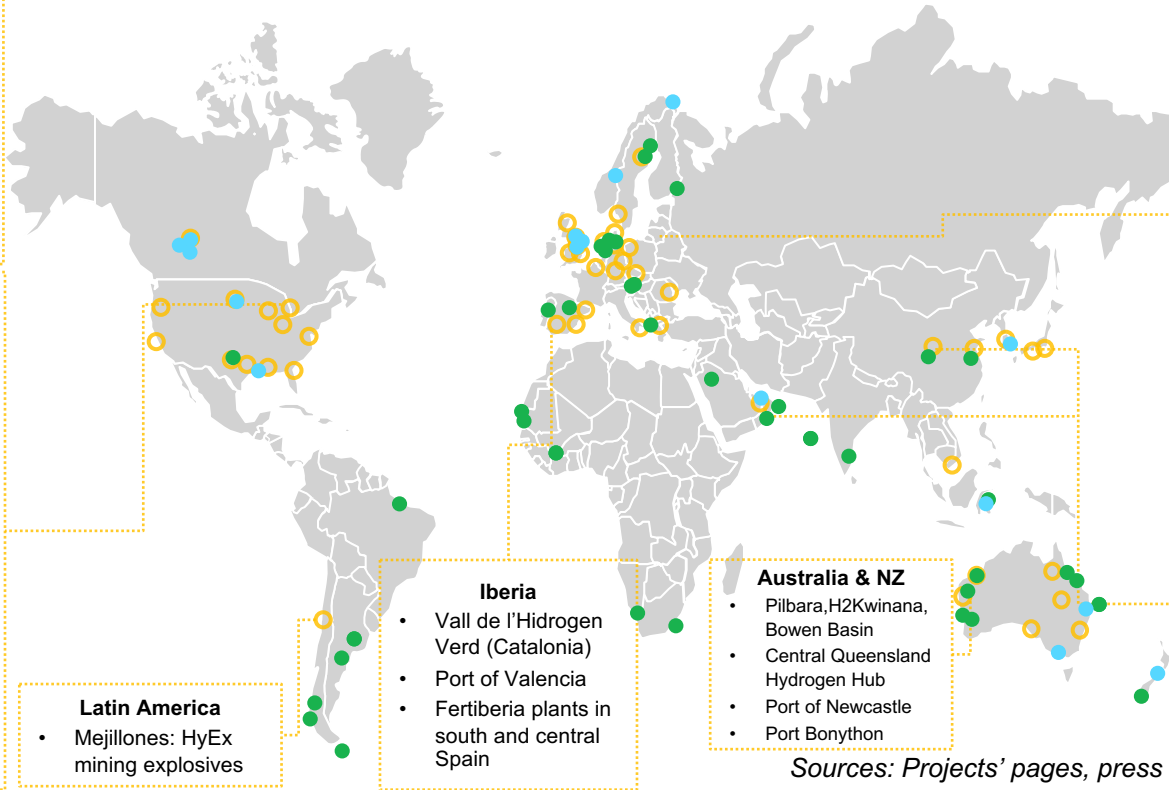 Latin America
• Mejillones: HyEx
mining explosives
Iberia
• Vall de l’Hidrogen
Verd (Catalonia)
• Port of Valencia
• Fertiberia plants in
south and central
Spain
Australia & NZ
• Pilbara,H2Kwinana,
Bowen Basin
• Central Queensland
Hydrogen Hub
• Port of Newcastle
• Port Bonython
Sources: Projects’ pages, press